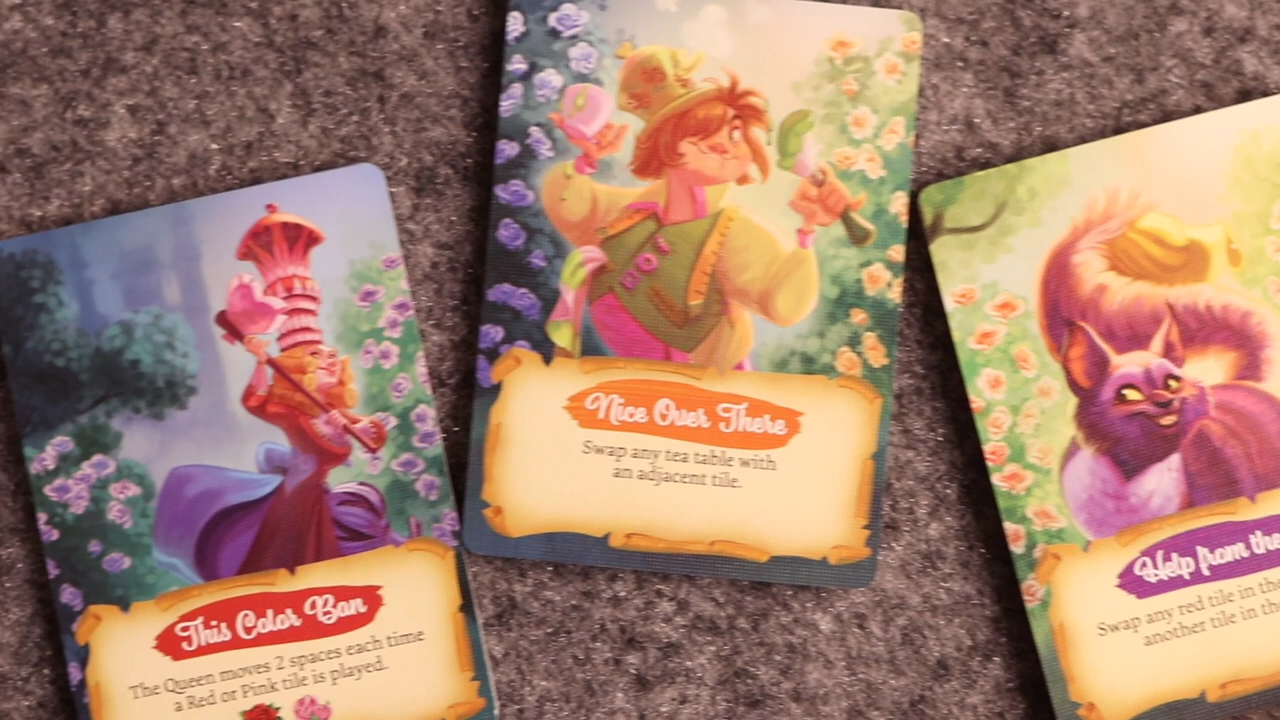 This Color Ban
The Queen moves 2 spaces each time
a Red or Pink tile is played.
Nice Over There
Swap any tea table with
an adjacent tile.
Help from the
Swap any red tile in the
another tile in